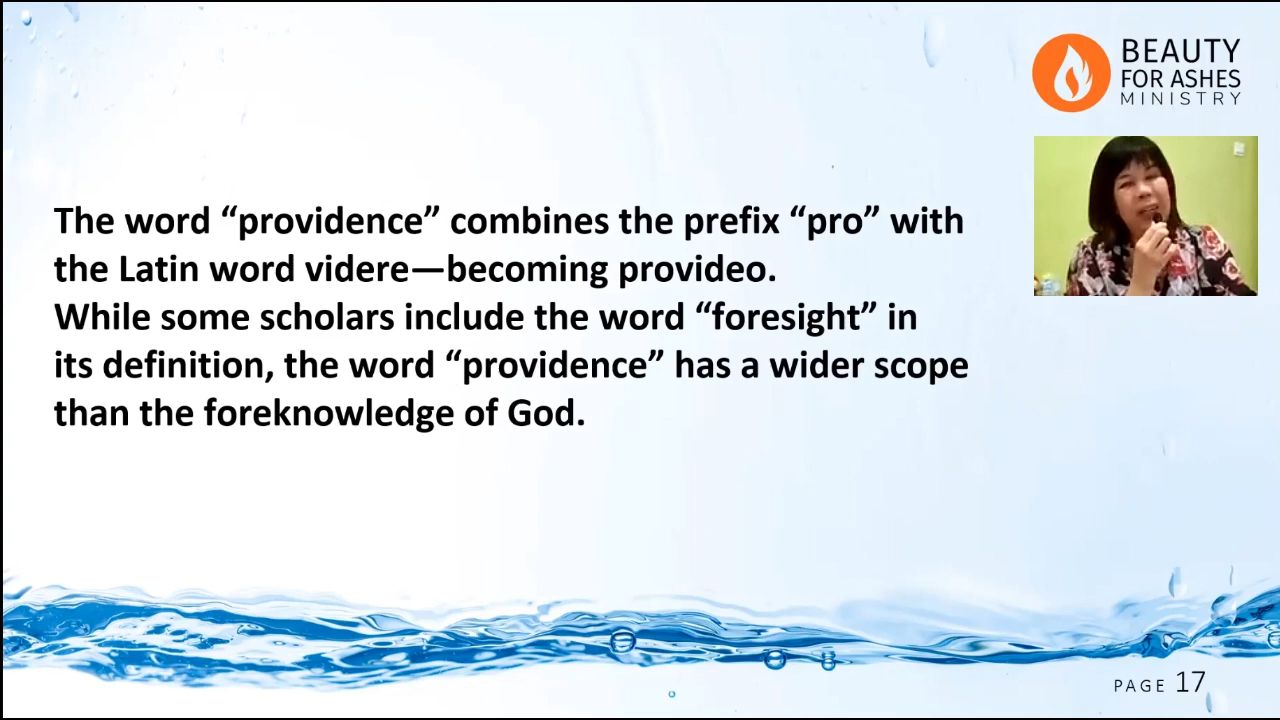 BEAUTY
FOR ASHES
MINISTRY
The word “providence” combines the prefix “pro” with
the Latin word videre—becoming provideo.
While some scholars include the word “foresight” in
its definition, the word “providence” has a wider scope
than the foreknowledge of God.
PAGE 17